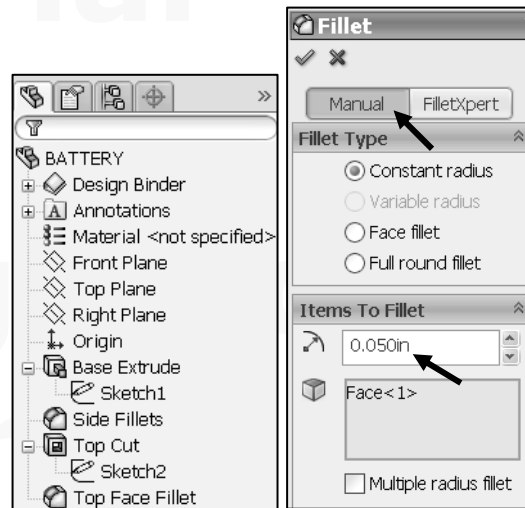 BATTERY
Design Binder
A Annotations
Material <not specified>
Front Plane
Top Plane
Right Plane
Origin
Base Extrude
Sketch1
Side Fillets
Top Cut
Sketch2
Top Face Fillet
Fillet
Manual FilletXpert
Fillet Type
Constant radius
Variable radius
Face fillet
Full round fillet
Items To Fillet
0.050in
Face<1>
Multiple radius fillet